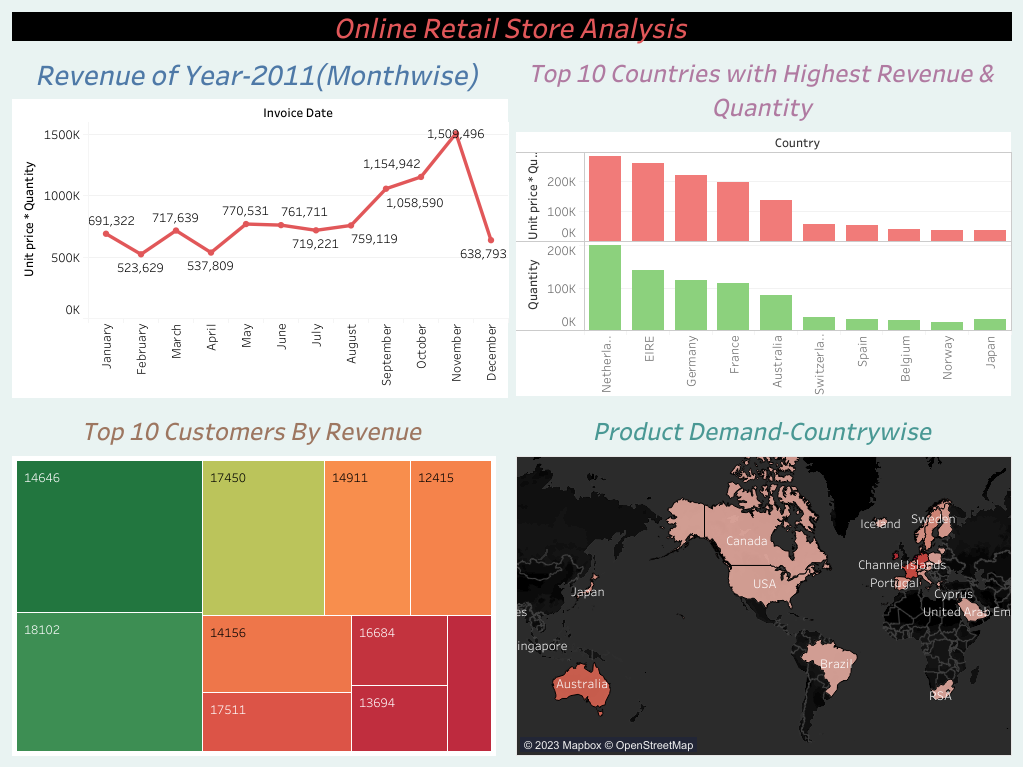 Online Retail Store Analysis
Revenue of Year-2011(Monthwise)
Invoice Date
Unit price * Quantity
1500K
1000K
500K
0K
691,322
523,629
717,639
537,809
770,531
761,711
719,221
759,119
1,058,590
1,154,942
1,509,496
638,793
January
February
March
April
May
June
July
August
September
October
November
December
Top 10 Countries with Highest Revenue &
Quantity
Country
Unit price * Qu..
200K
100K
0K
Quantity
200K
100K
0K
Netherla..
EIRE
Germany
France
Australia
Switzerla..
Spain
Belgium
Norway
Japan
Top 10 Customers By Revenue
14646
17450
14911
12415
18102
14156
16684
17511
13694
Product Demand-Countrywise
Iceland
Sweden
Canada
Channel Islands
USA
Portugal
Japan
Cyprus
es
United Arab Em
ingapore
Brazil
Australia
RSA
© 2023 Mapbox © OpenStreetMap